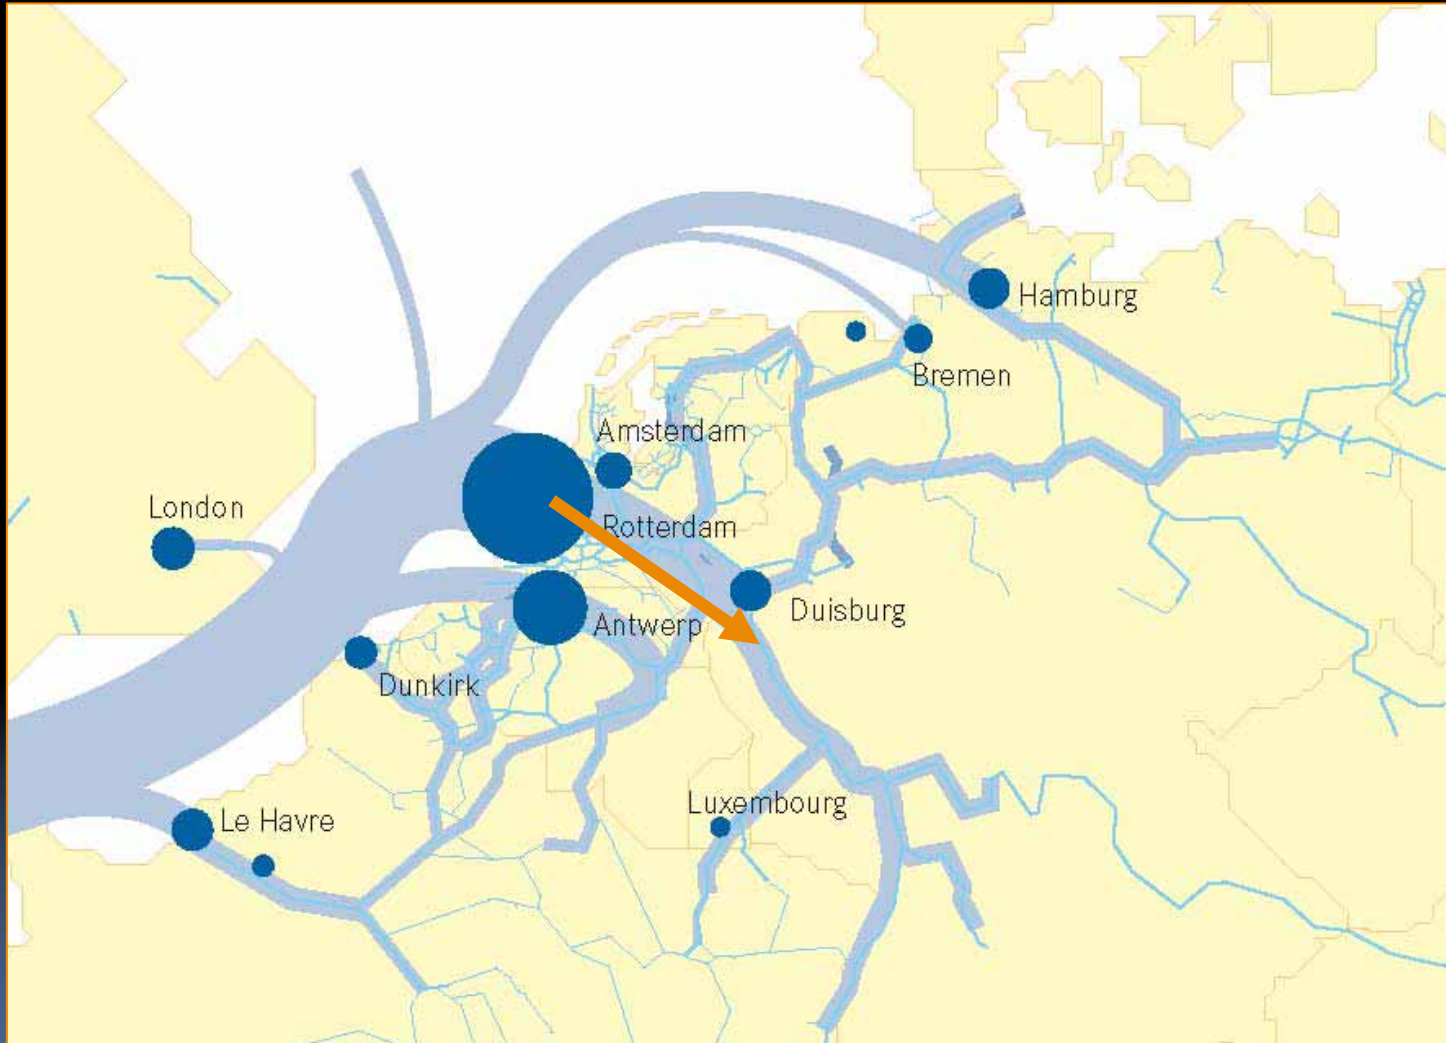 Hamburg
Bremen
Amsterdam
London
Rotterdam
Duisburg
Antwerp
Dunkirk
Luxembourg
Le Havre